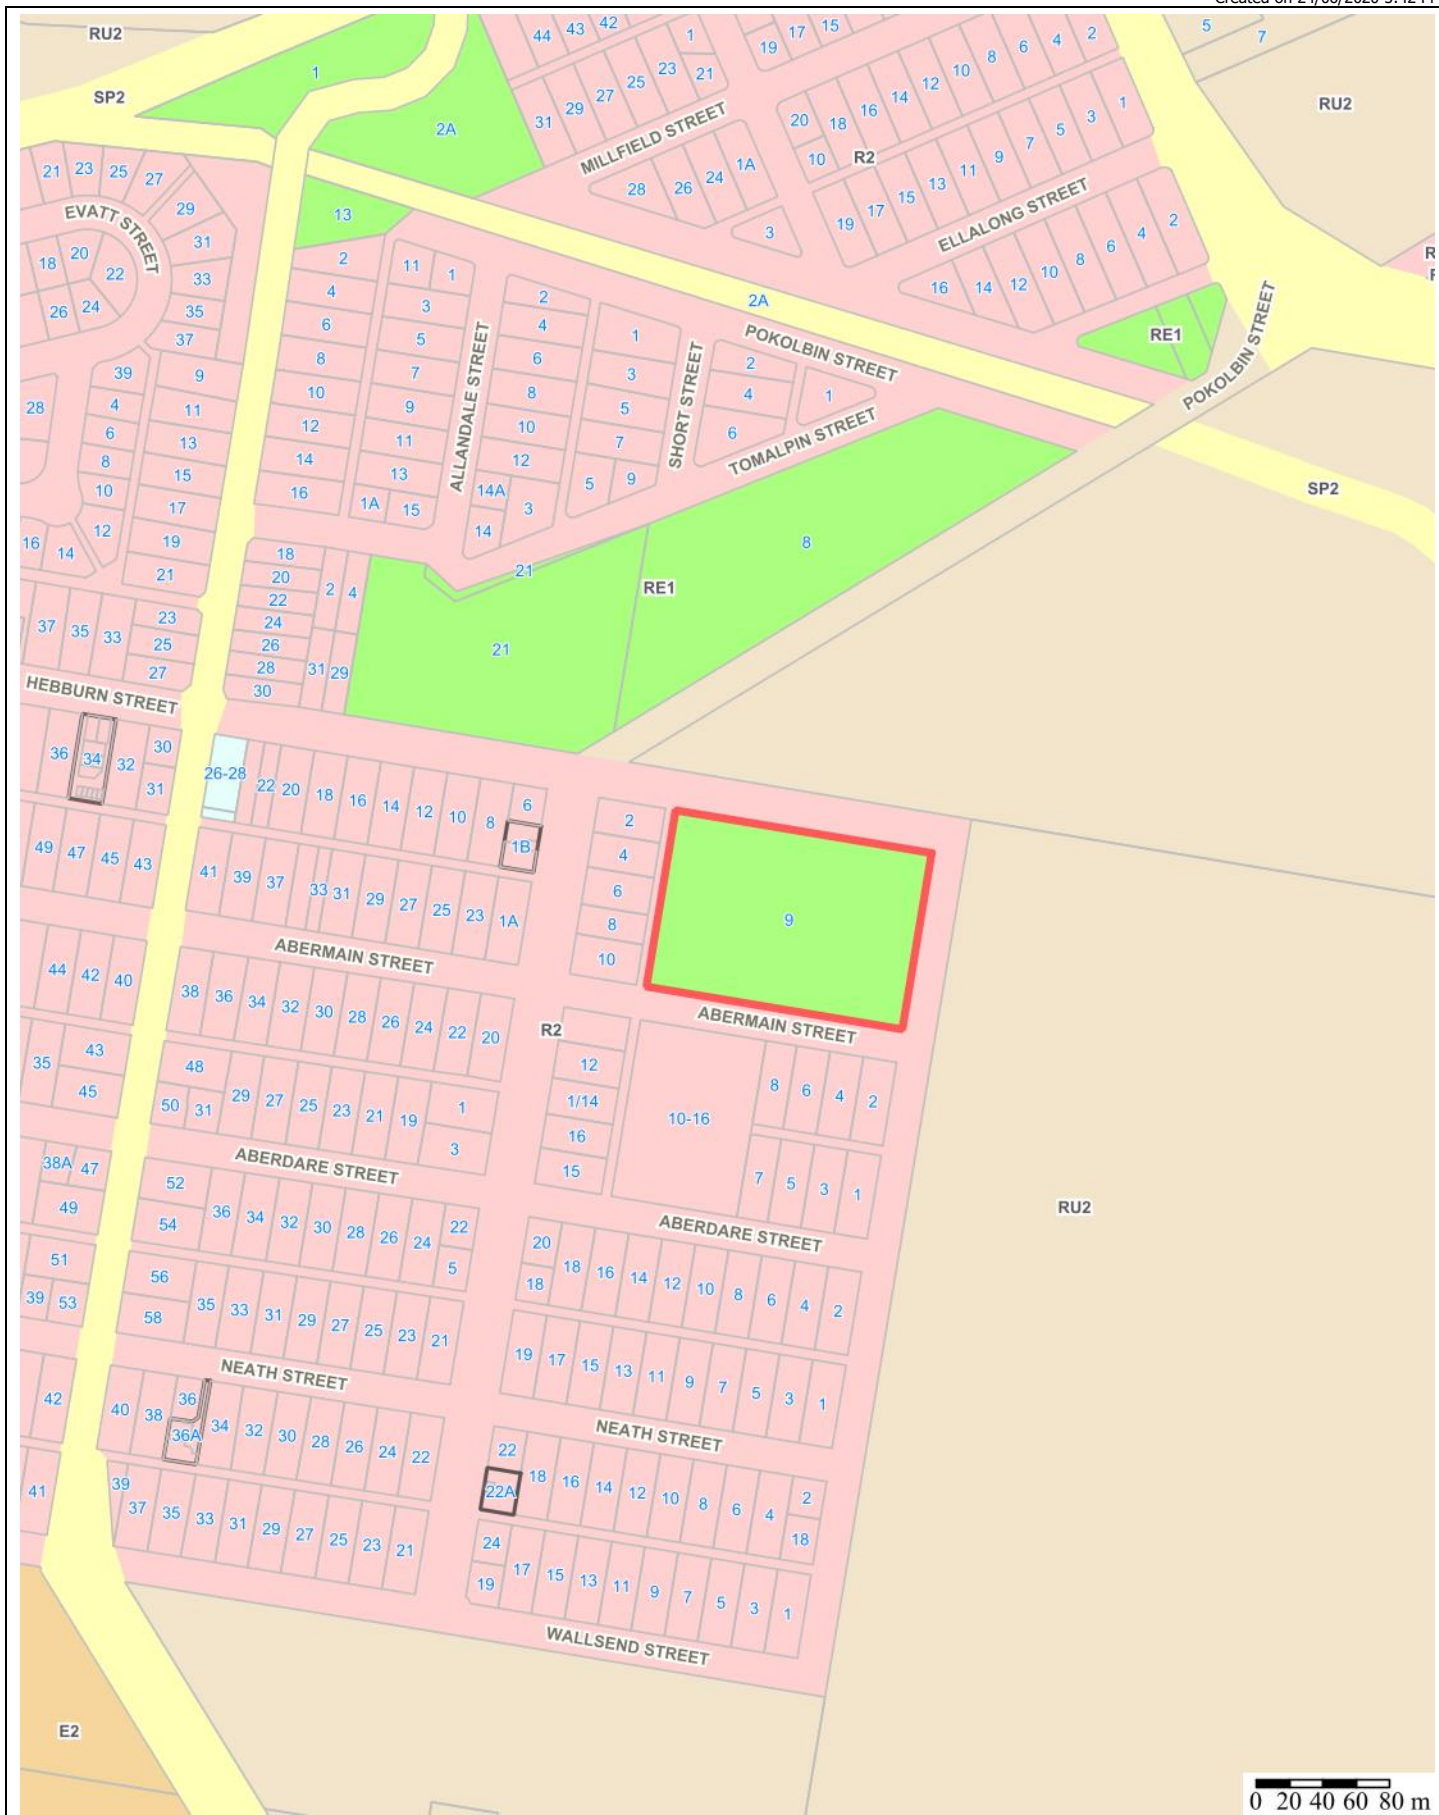 RU2
44 43 42 1 19 17 15
5 7
1 SP2 2A
31 29 27 25 23 21
20 18 16 14 12 10 8 6 4 2
RU2
MILLFIELD STREET
10 R2
28 26 24 1A
3
19 17 15 13 11 9 7 5 3 1
ELLALONG STREET
16 14 12 10 8 6 4 2
21 23 25 27 29 31 33 35 37
EVATT STREET
18 20 22 24 26
13
2 4 6 8 10 12 14 16
11 1 3 5 7 9 11 13 1A 15
ALLANDALE STREET
2 4 6 8 10 12 14A 3 14
1 3 5 7 5 9
SHORT STREET
2A
POKOLBIN STREET
2 4 6 1
TOMALPIN STREET
RE1
POKOLBIN STREET
SP2
28 39 4 6 8 10 12 16 14
9 11 13 15 17 19 21
18 20 22 24 26 28 30
2 4 31 29
21
21
RE1
8
37 35 33 23 25 27
HEBBURN STREET
36 34 32 30 31
26-28 22 20 18 16 14 12 10 8 6 1B
2 4 6 8 10
9
49 47 45 43
41 39 37 33 31 29 27 25 23 1A
ABERMAIN STREET
44 42 40
38 36 34 32 30 28 26 24 22 20
R2
ABERMAIN STREET
12 1/14 16 15
10-16
8 6 4 2
7 5 3 1
35 43 45
48 50 31 29 27 25 23 21 19 1 3
ABERDARE STREET
ABERDARE STREET
RU2
38A 47 49
52 54 36 34 32 30 28 26 24 22 5
20 18 18 16 14 12 10 8 6 4 2
51 39 53
56 58 35 33 31 29 27 25 23 21
19 17 15 13 11 9 7 5 3 1
NEATH STREET
NEATH STREET
42 40 38 36 36A 34 32 30 28 26 24 22
22 22A 18 16 14 12 10 8 6 4 2 18
41 39 37 35 33 31 29 27 25 23 21
24 19 17 15 13 11 9 7 5 3 1
WALLSEND STREET
E2
0 20 40 60 80 m